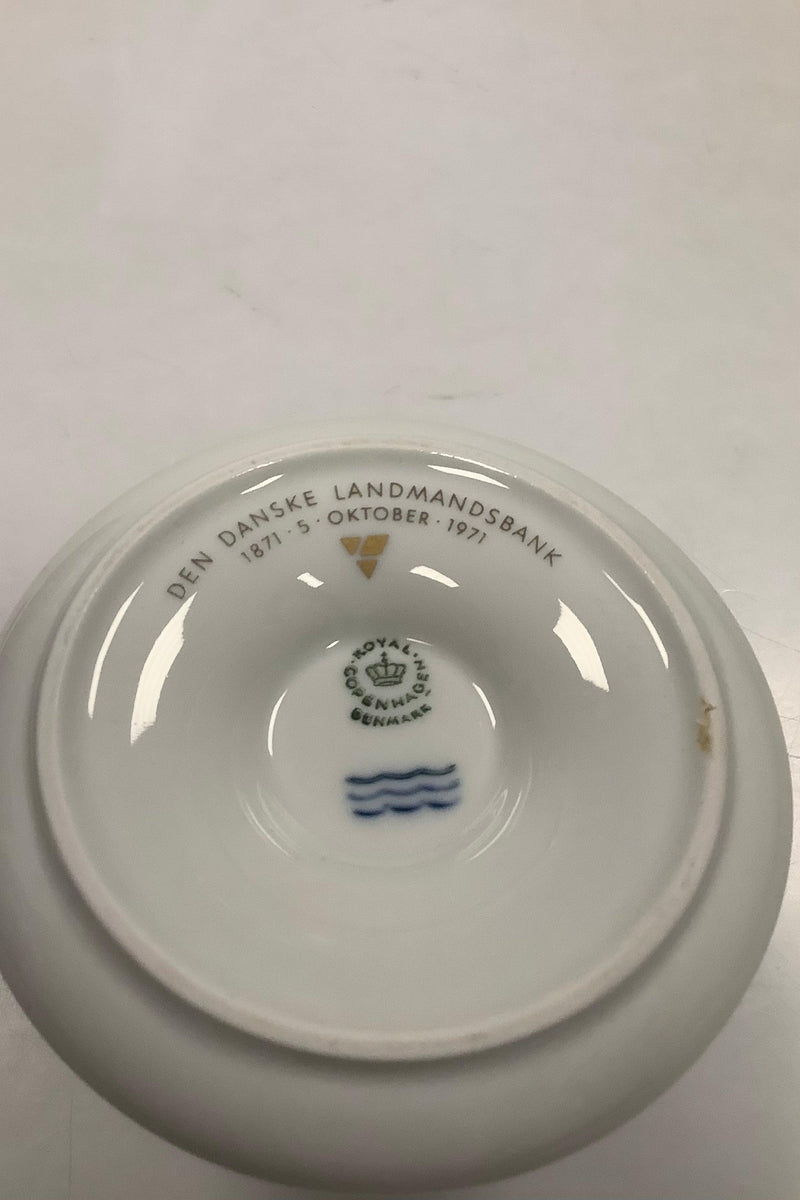 DEN DANSKE LANDMANDSBANK
1871 · 5 · OKTOBER · 1971
ROYAL · COPENHAGEN ·
DENMARK